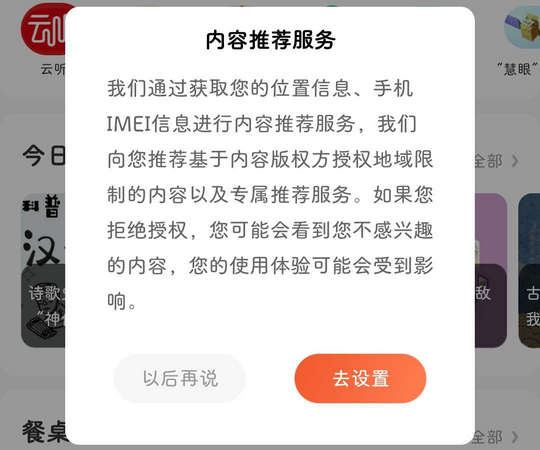 云听
"慧眼"
内容推荐服务
我们通过获取您的位置信息、手机
IMEI信息进行内容推荐服务，我们
向您推荐基于内容版权方授权地域限
制的内容以及专属推荐服务。如果您
拒绝授权，您可能会看到您不感兴趣
的内容，您的使用体验可能会受到影
响。
以后再说
去设置
今日
全部
科普
汉
诗歌
"神
敌
古
我
餐桌
全部